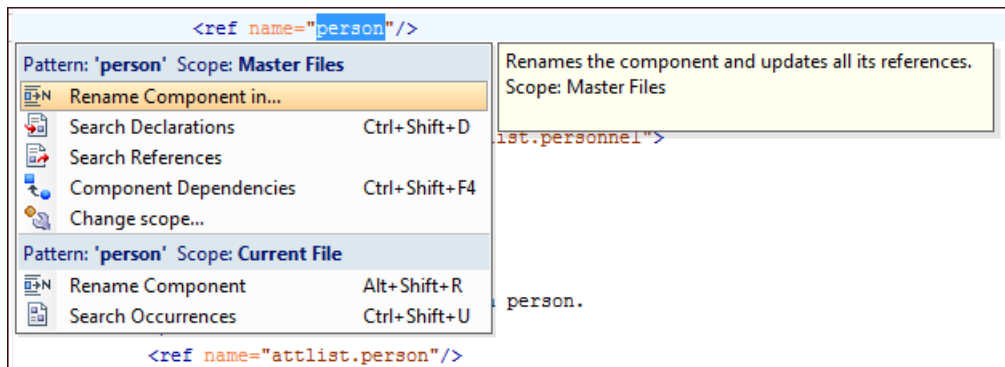 <ref name="person"/>
Pattern: 'person' Scope: Master Files
Rename Component in...
Search Declarations Ctrl+Shift+D
Search References
Component Dependencies Ctrl+Shift+F4
Change scope...
Pattern: 'person' Scope: Current File
Rename Component Alt+Shift+R
Search Occurrences Ctrl+Shift+U
Renames the component and updates all its references.
Scope: Master Files
list.personnel">
person.
<ref name="attlist.person"/>